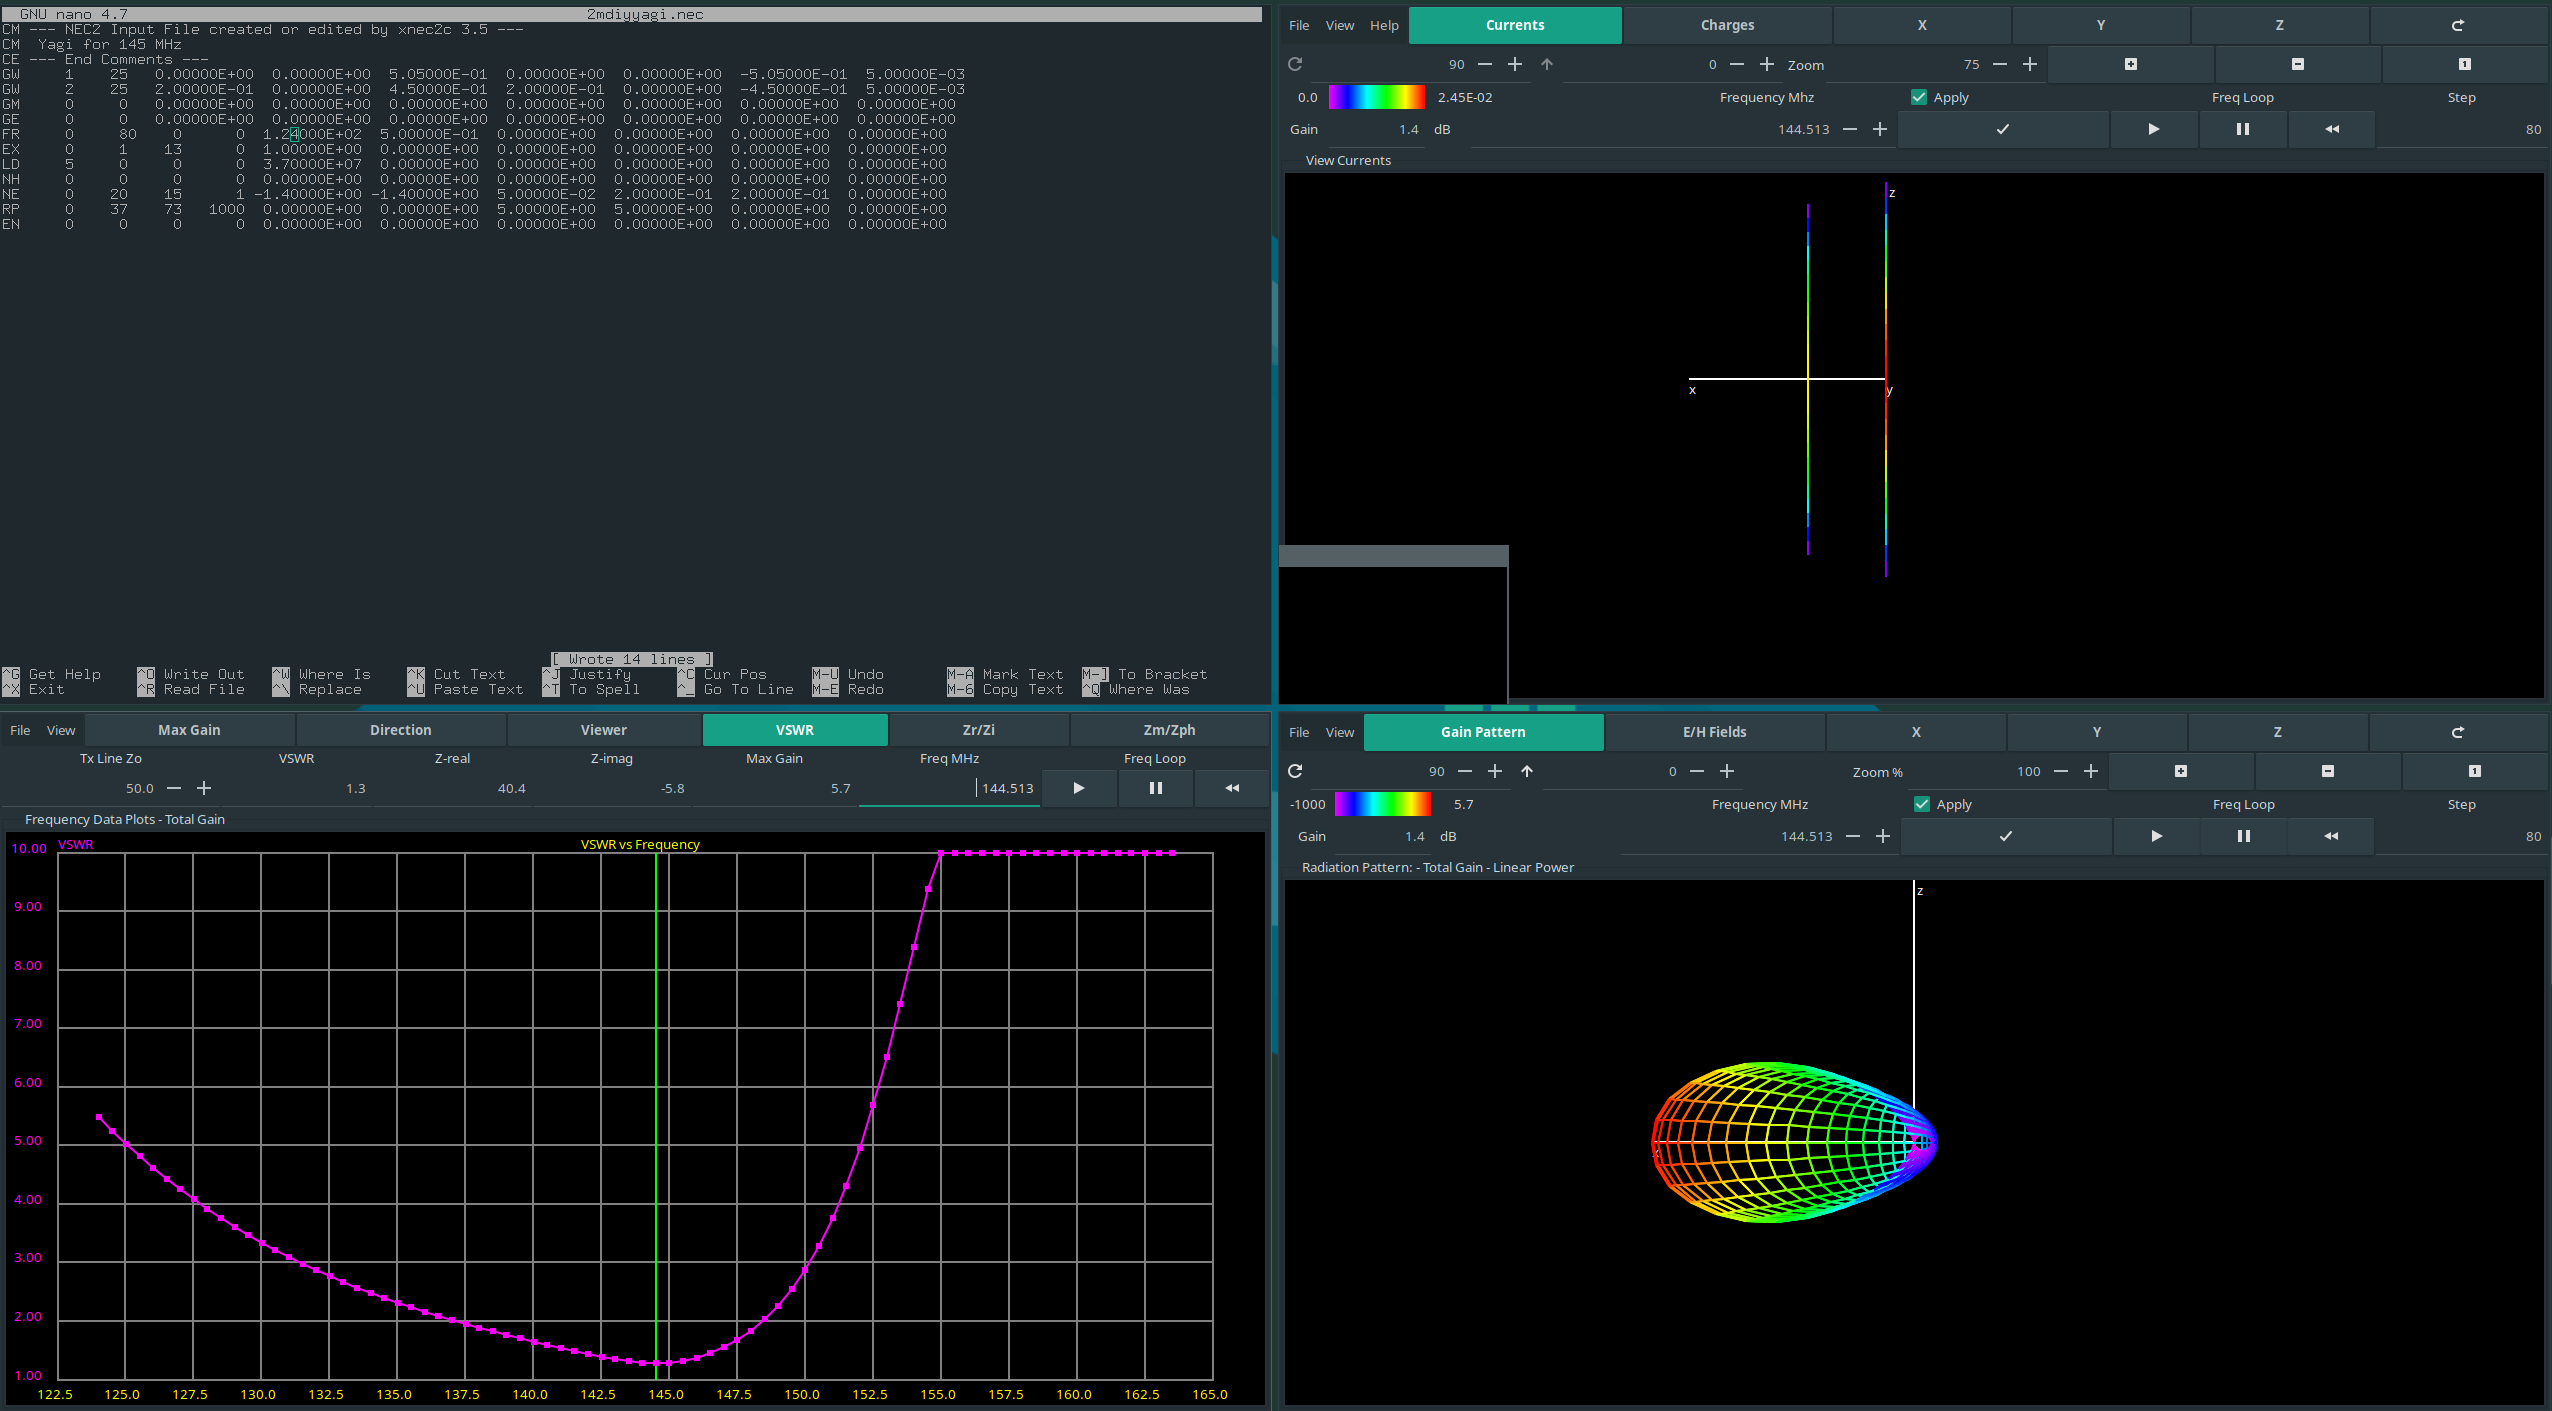 GNU nano 4.7 2mdiyyagi.nec
CM --- NEC2 Input File created or edited by xnec2c 3.5 ---
CM Yagi for 145 MHz
CE --- End Comments ---
GW 1 25 0.00000E+00 0.00000E+00 5.05000E-01 0.00000E+00 0.00000E+00 -5.05000E-01 5.00000E-03
GW 2 25 2.00000E-01 0.00000E+00 4.50000E-01 2.00000E-01 0.00000E+00 -4.50000E-01 5.00000E-03
GM 0 0 0.00000E+00 0.00000E+00 0.00000E+00 0.00000E+00 0.00000E+00 0.00000E+00 0.00000E+00
GE 0 0 0.00000E+00 0.00000E+00 0.00000E+00 0.00000E+00 0.00000E+00 0.00000E+00 0.00000E+00
FR 0 80 0 0 1.24000E+02 5.00000E-01 0.00000E+00 0.00000E+00 0.00000E+00 0.00000E+00
EX 0 1 13 0 1.00000E+00 0.00000E+00 0.00000E+00 0.00000E+00 0.00000E+00 0.00000E+00
LD 5 0 0 0 3.70000E+07 0.00000E+00 0.00000E+00 0.00000E+00 0.00000E+00 0.00000E+00
NH 0 0 0 0 0.00000E+00 0.00000E+00 0.00000E+00 0.00000E+00 0.00000E+00 0.00000E+00
NE 0 20 15 1 -1.40000E+00 -1.40000E+00 5.00000E-02 2.00000E-01 2.00000E-01 0.00000E+00
RP 0 37 73 1000 0.00000E+00 0.00000E+00 5.00000E+00 5.00000E+00 0.00000E+00 0.00000E+00
EN 0 0 0 0 0.00000E+00 0.00000E+00 0.00000E+00 0.00000E+00 0.00000E+00 0.00000E+00
[ Wrote 14 lines ]
^G Get Help ^O Write Out ^W Where Is ^K Cut Text ^J Justify ^C Cur Pos M-U Undo M-A Mark Text M-] To Bracket
^X Exit ^R Read File ^\ Replace ^U Paste Text ^T To Spell ^_ Go To Line M-E Redo M-6 Copy Text ^Q Where Was
File View Help Currents Charges X Y Z
90 0 Zoom 75 1
0.0 2.45E-02 Frequency Mhz Apply Freq Loop Step
Gain 1.4 dB 144.513 80
View Currents
z
x y
File View Max Gain Direction Viewer VSWR Zr/Zi Zm/Zph
Tx Line Zo VSWR Z-real Z-imag Max Gain Freq MHz Freq Loop
50.0 1.3 40.4 -5.8 5.7 144.513
Frequency Data Plots - Total Gain
VSWR VSWR vs Frequency
10.00
9.00
8.00
7.00
6.00
5.00
4.00
3.00
2.00
1.00
122.5 125.0 127.5 130.0 132.5 135.0 137.5 140.0 142.5 145.0 147.5 150.0 152.5 155.0 157.5 160.0 162.5 165.0
File View Gain Pattern E/H Fields X Y Z
90 0 Zoom % 100 1
-1000 5.7 Frequency MHz Apply Freq Loop Step
Gain 1.4 dB 144.513 80
Radiation Pattern: - Total Gain - Linear Power
z
x